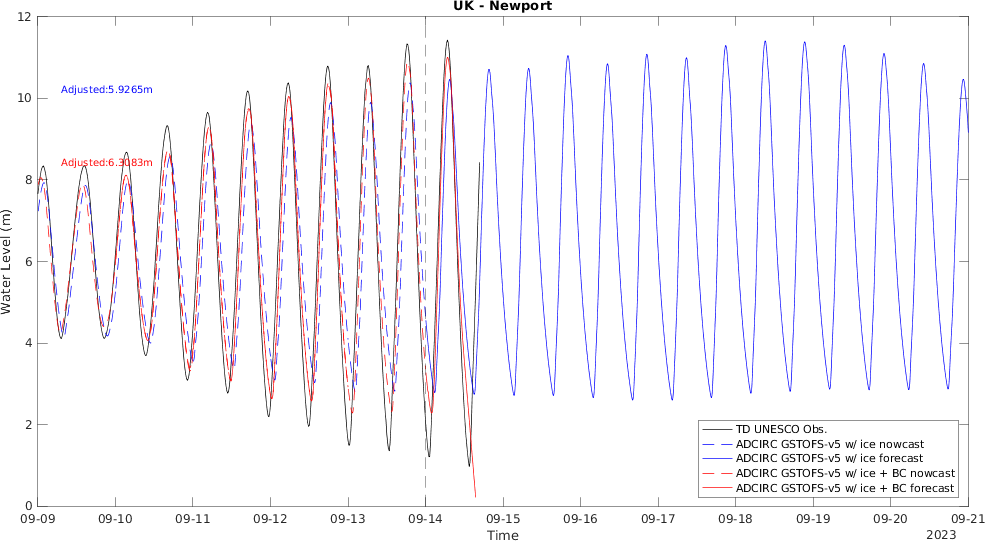 UK - Newport
12
10
8
6
4
2
0
Water Level (m)
Adjusted:5.9265m
Adjusted:6.3083m
TD UNESCO Obs.
ADCIRC GSTOFS-v5 w/ ice nowcast
ADCIRC GSTOFS-v5 w/ ice forecast
ADCIRC GSTOFS-v5 w/ ice + BC nowcast
ADCIRC GSTOFS-v5 w/ ice + BC forecast
09-09 09-10 09-11 09-12 09-13 09-14 09-15 09-16 09-17 09-18 09-19 09-20 09-21
Time
2023